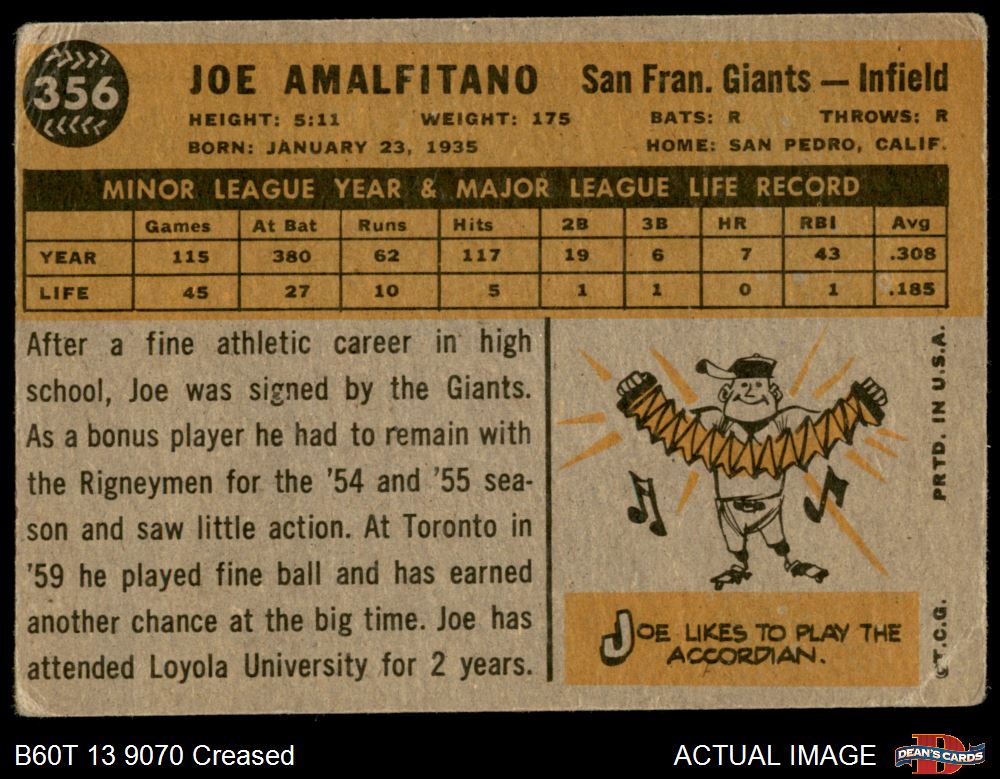 356
JOE AMALFITANO San Fran. Giants — Infield
HEIGHT: 5:11 WEIGHT: 175 BATS: R THROWS: R
BORN: JANUARY 23, 1935 HOME: SAN PEDRO, CALIF.
MINOR LEAGUE YEAR & MAJOR LEAGUE LIFE RECORD
Games At Bat Runs Hits 2B 3B HR RBI Avg
YEAR 115 380 62 117 19 6 7 43 .308
LIFE 45 27 10 5 1 1 0 1 .185
After a fine athletic career in high
school, Joe was signed by the Giants.
As a bonus player he had to remain with
the Rigneymen for the '54 and '55 sea-
son and saw little action. At Toronto in
'59 he played fine ball and has earned
another chance at the big time. Joe has
attended Loyola University for 2 years.
JOE LIKES TO PLAY THE
ACCORDIAN.
©T.C.G. PRTD. IN U.S.A.
B60T 13 9070 Creased ACTUAL IMAGE DEAN'S CARDS